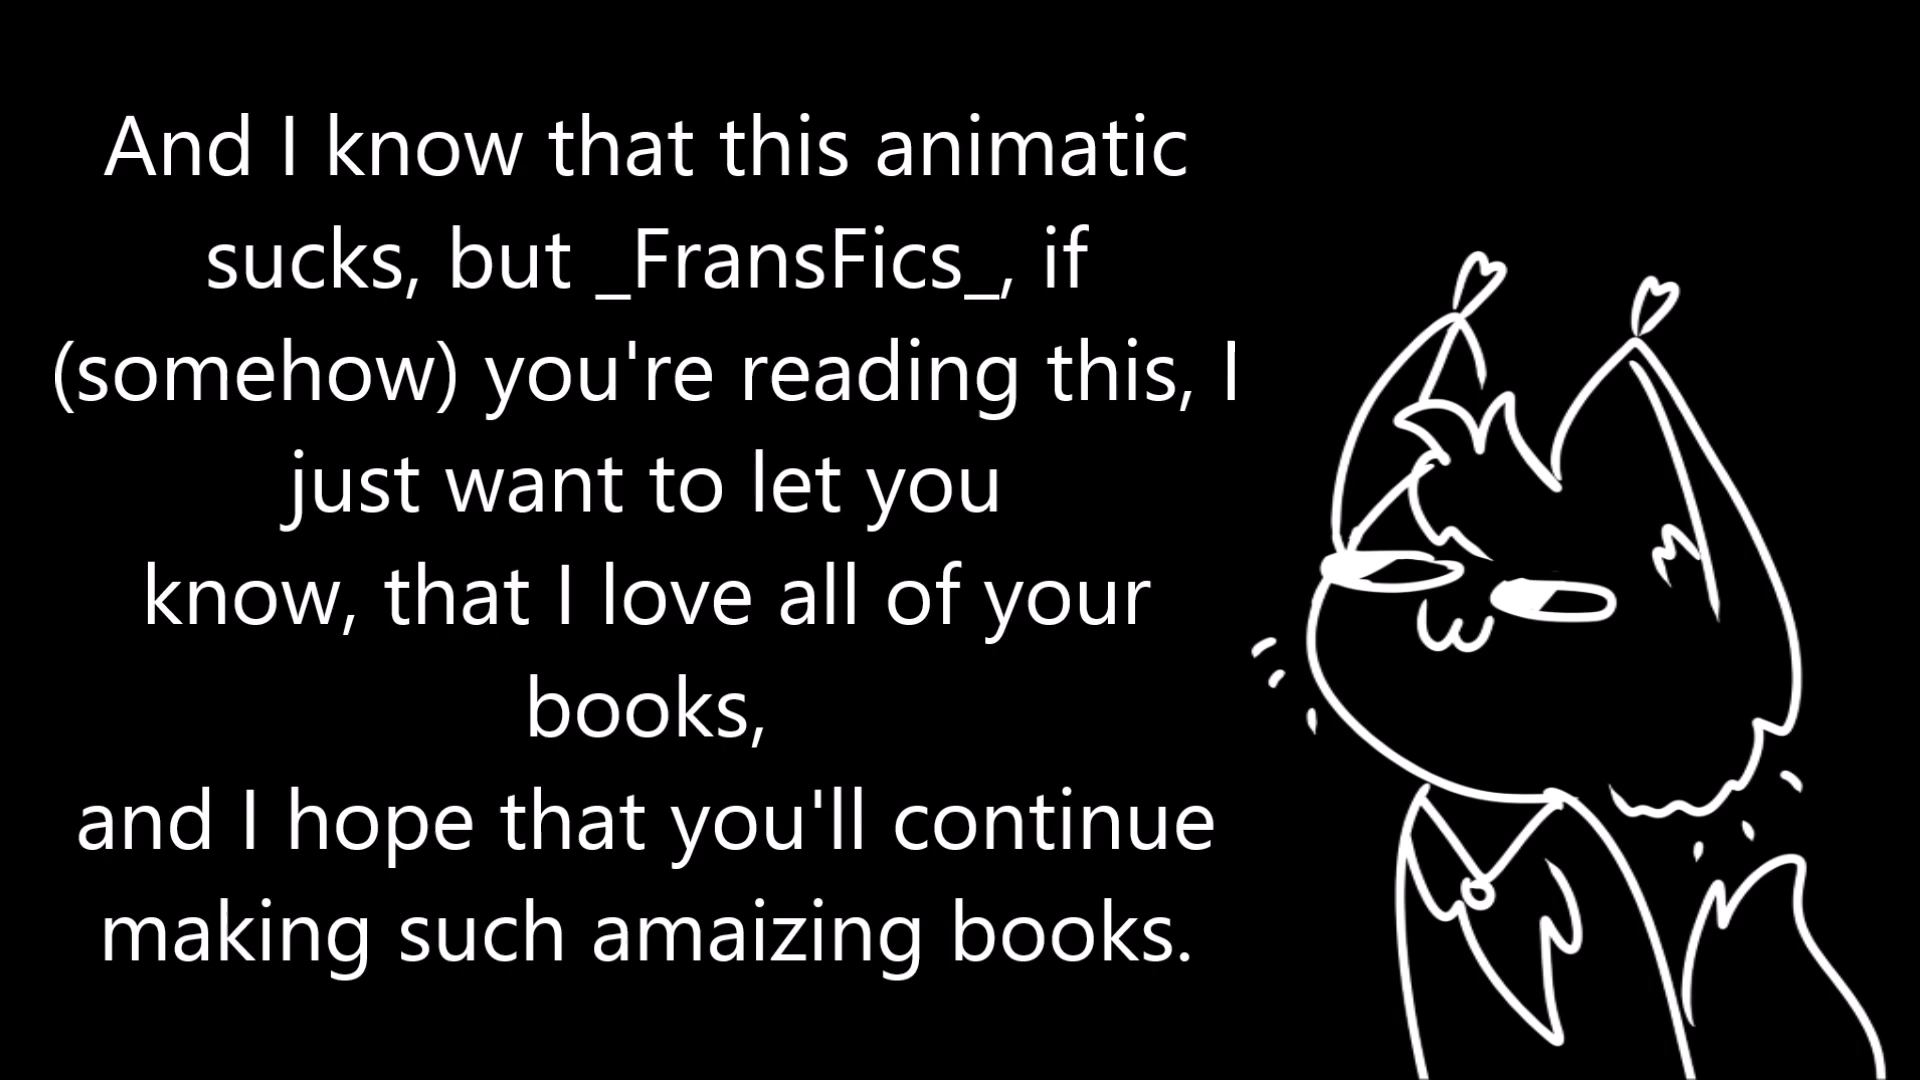 And I know that this animatic
sucks, but _FransFics_, if
(somehow) you're reading this, I
just want to let you
know, that I love all of your
books,
and I hope that you'll continue
making such amaizing books.